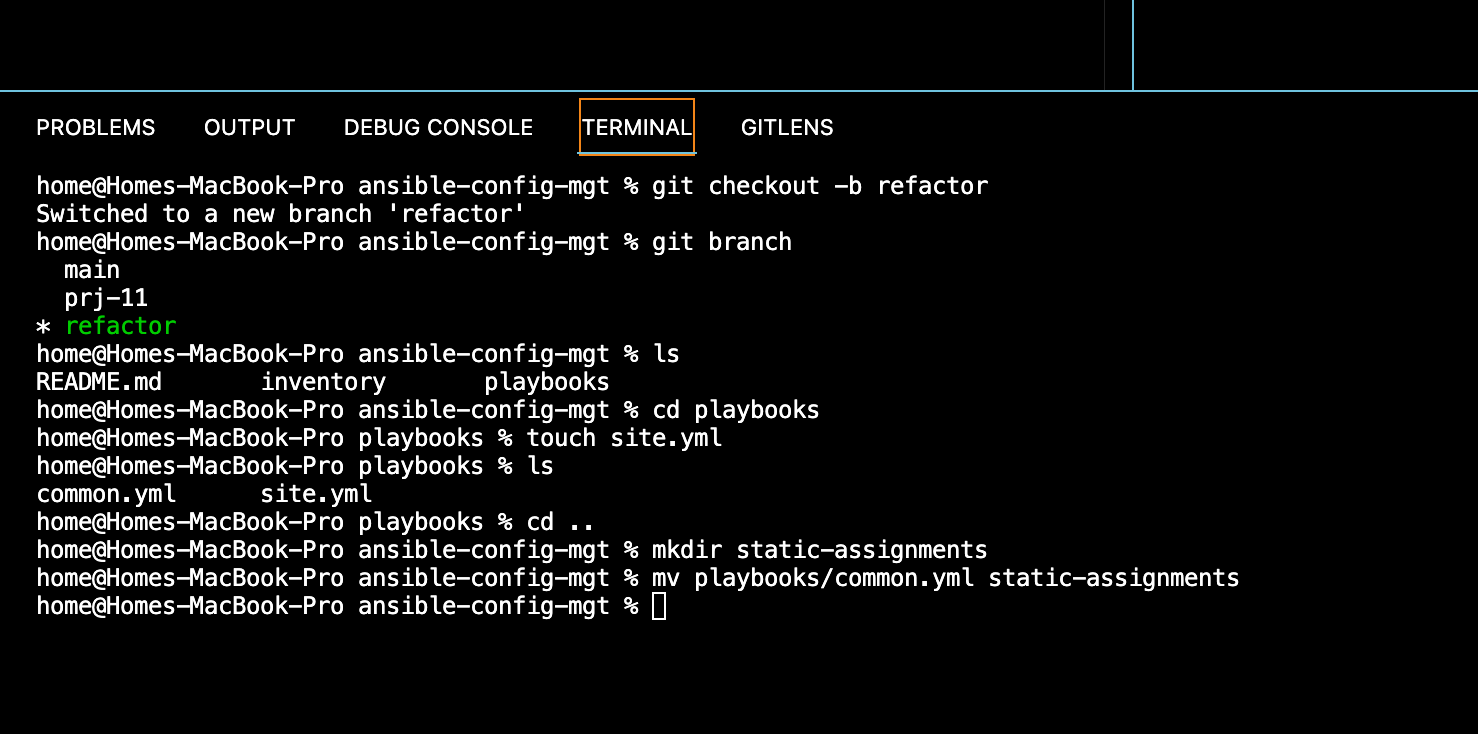 PROBLEMS OUTPUT DEBUG CONSOLE TERMINAL GITLENS
home@Homes-MacBook-Pro ansible-config-mgt % git checkout -b refactor
Switched to a new branch 'refactor'
home@Homes-MacBook-Pro ansible-config-mgt % git branch
  main
  prj-11
* refactor
home@Homes-MacBook-Pro ansible-config-mgt % ls
README.md       inventory       playbooks
home@Homes-MacBook-Pro ansible-config-mgt % cd playbooks
home@Homes-MacBook-Pro playbooks % touch site.yml
home@Homes-MacBook-Pro playbooks % ls
common.yml      site.yml
home@Homes-MacBook-Pro playbooks % cd ..
home@Homes-MacBook-Pro ansible-config-mgt % mkdir static-assignments
home@Homes-MacBook-Pro ansible-config-mgt % mv playbooks/common.yml static-assignments
home@Homes-MacBook-Pro ansible-config-mgt %